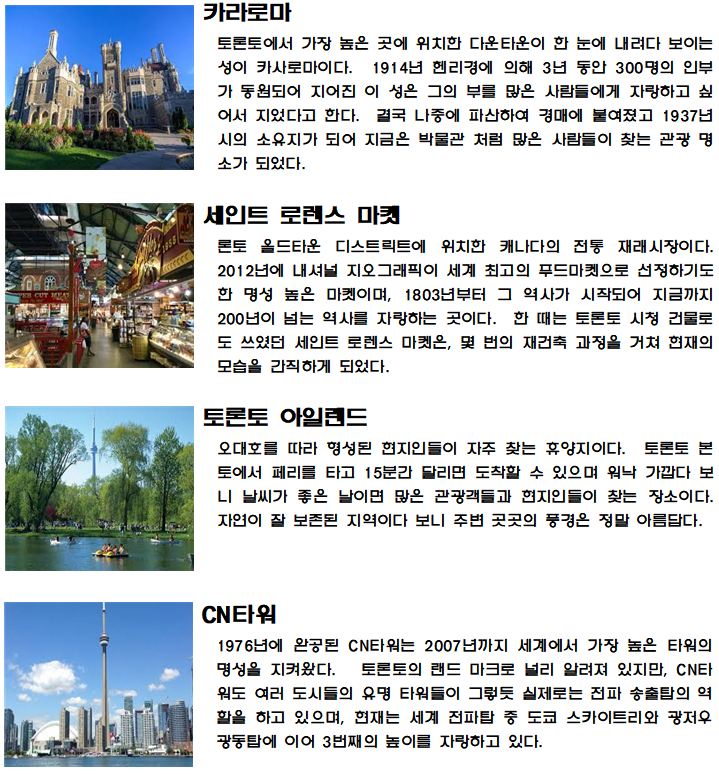 카라로마
토론토에서 가장 높은 곳에 위치한 다운타운이 한 눈에 내려다 보이는
성이 카사로마이다. 1914년 헨리경에 의해 3년 동안 300명의 인부
가 동원되어 지어진 이 성은 그의 부를 많은 사람들에게 자랑하고 싶
어서 지었다고 한다. 결국 나중에 파산하여 경매에 붙여졌고 1937년
시의 소유지가 되어 지금은 박물관 처럼 많은 사람들이 찾는 관광 명
소가 되었다.
세인트 로렌스 마켓
론토 올드타운 디스트릭트에 위치한 캐나다의 전통 재래시장이다.
2012년에 내셔널 지오그래픽이 세계 최고의 푸드마켓으로 선정하기도
한 명성 높은 마켓이며, 1803년부터 그 역사가 시작되어 지금까지
200년이 넘는 역사를 자랑하는 곳이다. 한 때는 토론토 시청 건물로
도 쓰였던 세인트 로렌스 마켓은, 몇 번의 재건축 과정을 거쳐 현재의
모습을 간직하게 되었다.
토론토 아일랜드
오대호를 따라 형성된 현지인들이 자주 찾는 휴양지이다. 토론토 본
토에서 페리를 타고 15분간 달리면 도착할 수 있으며 워낙 가깝다 보
니 날씨가 좋은 날이면 많은 관광객들과 현지인들이 찾는 장소이다.
자연이 잘 보존된 지역이다 보니 주변 곳곳의 풍경은 정말 아름답다.
CN타워
1976년에 완공된 CN타워는 2007년까지 세계에서 가장 높은 타워의
명성을 지켜왔다. 토론토의 랜드 마크로 널리 알려져 있지만, CN타
워도 여러 도시들의 유명 타워들이 그렇듯 실제로는 전파 송출탑의 역
활을 하고 있으며, 현재는 세계 전파탑 중 도쿄 스카이트리와 광저우
광동탑에 이어 3번째의 높이를 자랑하고 있다.